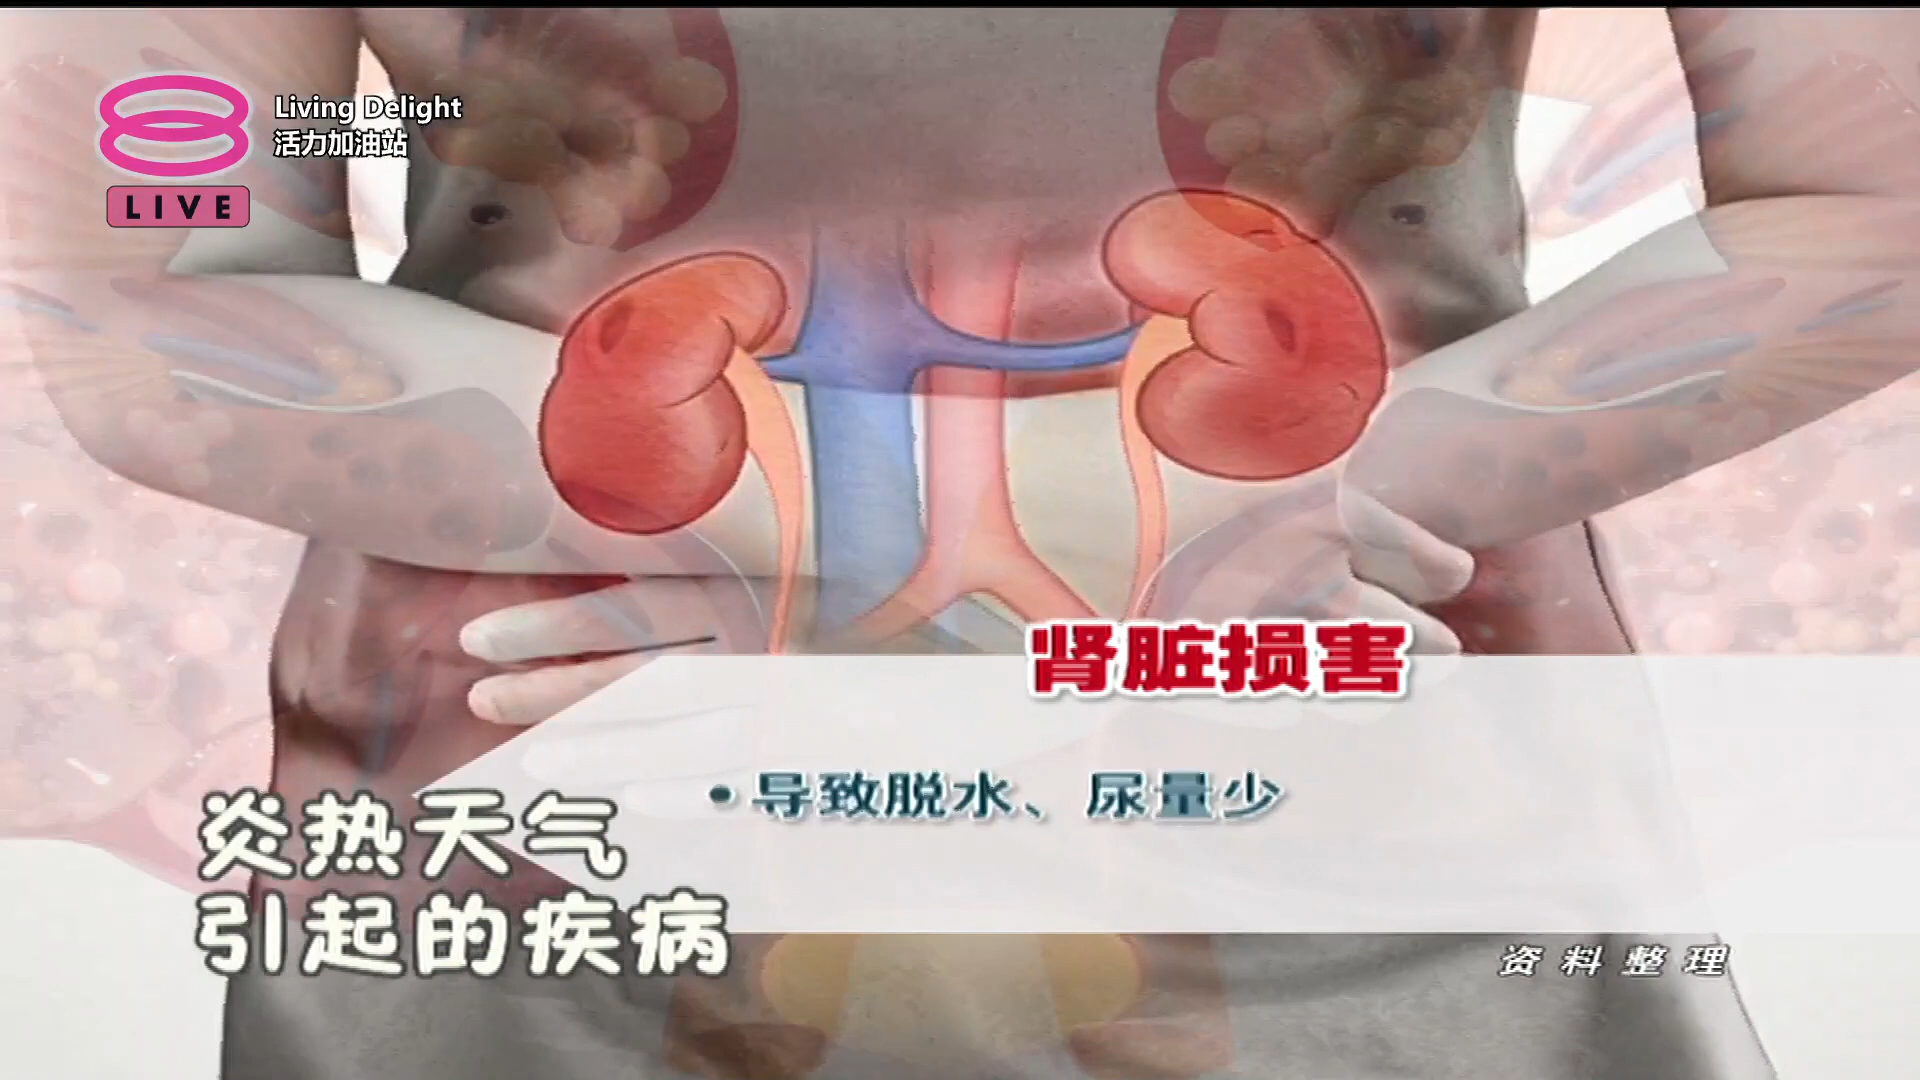 Living Delight
活力加油站
LIVE
肾脏损害
• 导致脱水、尿量少
炎热天气
引起的疾病
资料整理